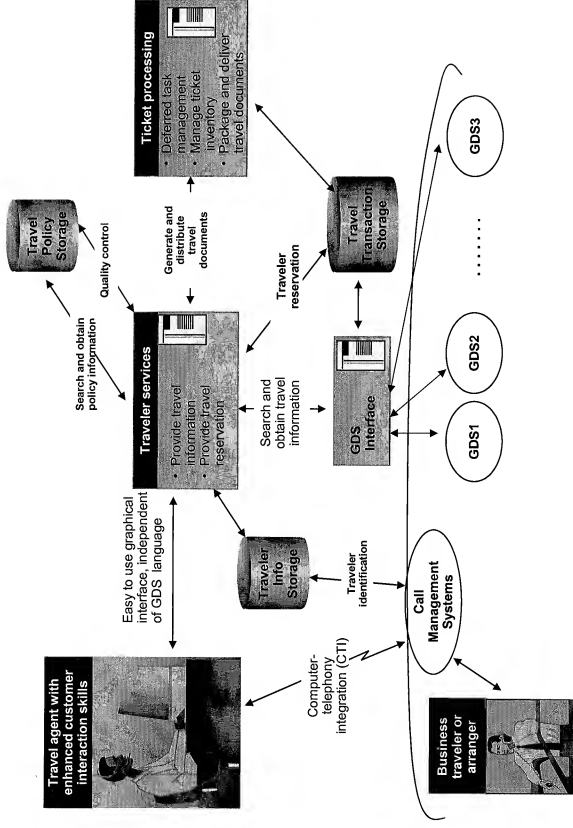 Travel agent with
enhanced customer
interaction skills
Easy to use graphical
interface, independent
of GDS language
Search and obtain
policy information
Travel
Policy
Storage
Quality control
Traveler services
• Provide travel
information
• Provide travel
reservation
Generate and
distribute
travel
documents
Ticket processing
• Deferred task
management
• Manage ticket
inventory
• Package and deliver
travel documents
Computer-
telephony
integration (CTI)
Traveler
Info
Storage
Traveler
identification
Search and
obtain travel
information
Traveler
reservation
GDS
Interface
Travel
Transaction
Storage
Business
traveler or
arranger
Call
Management
Systems
GDS1
GDS2
........
GDS3